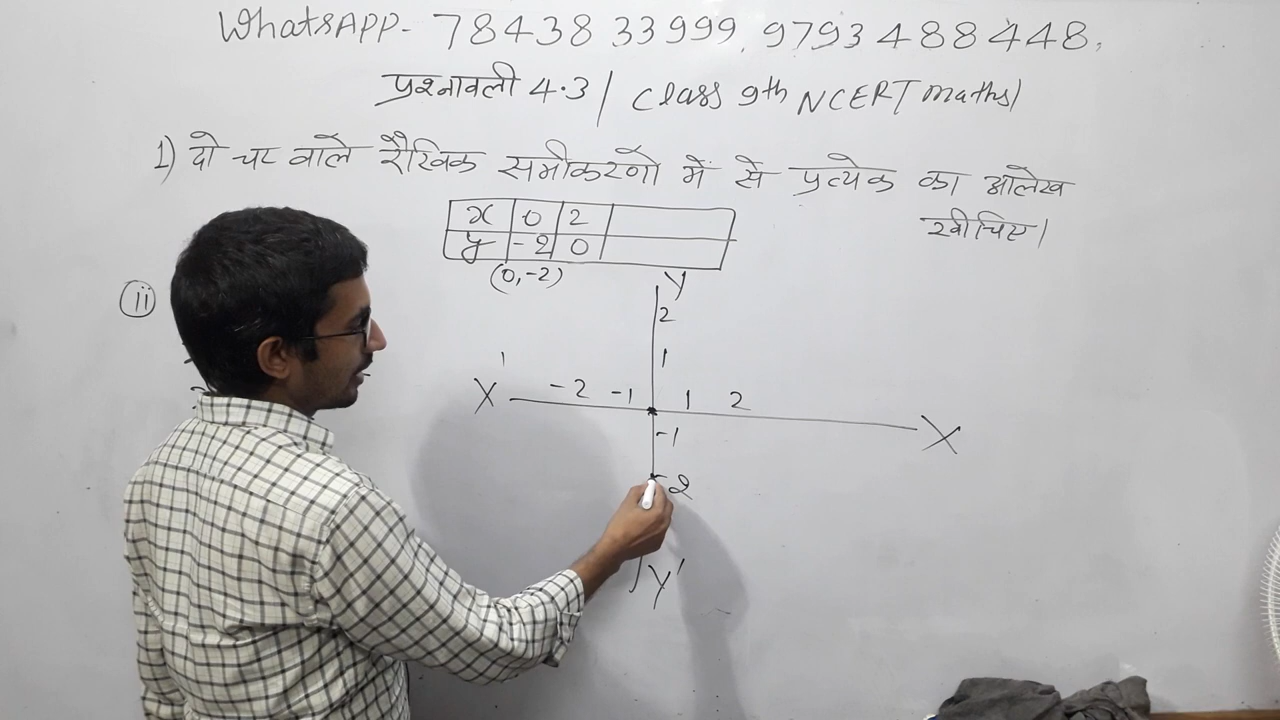 WhatsAPP- 78438 33999, 9793488448,
प्रश्नावली 4.3 / Class 9th NCERT maths/
1) दो चर वाले रैखिक समीकरणों में से प्रत्येक का आलेख
खीचिए।
x 0 2
y -2 0
(0,-2)
ii
Y
2
1
X' -2 -1 1 2
X
-1
-2
Y'